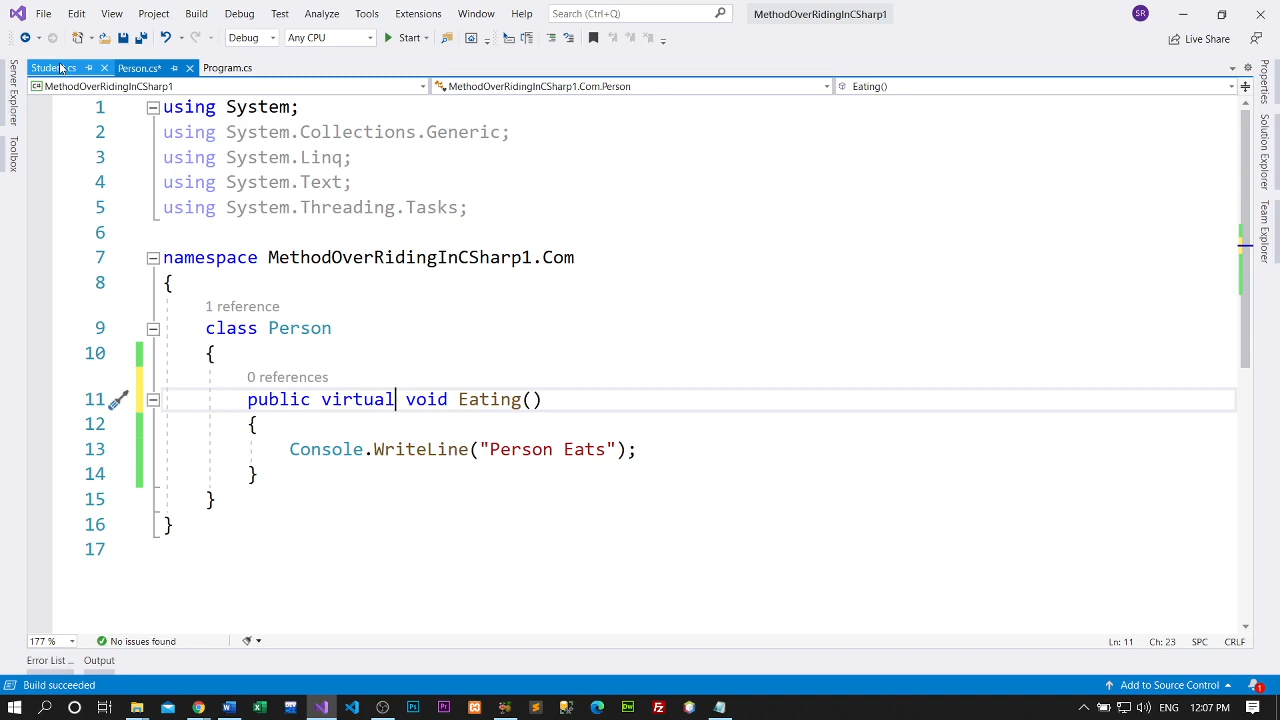 File Edit View Project Build Debug Test Analyze Tools Extensions Window Help Search (Ctrl+Q) MethodOverRidingInCSharp1 SR
Debug Any CPU Start Live Share
Student.cs Person.cs* Program.cs
MethodOverRidingInCSharp1 MethodOverRidingInCSharp1.Com.Person Eating()
Server Explorer
Toolbox
Properties
Solution Explorer
Team Explorer
1 using System;
2 using System.Collections.Generic;
3 using System.Linq;
4 using System.Text;
5 using System.Threading.Tasks;
6
7 namespace MethodOverRidingInCSharp1.Com
8 {
1 reference
9 class Person
10 {
0 references
11 public virtual void Eating()
12 {
13 Console.WriteLine("Person Eats");
14 }
15 }
16 }
17
177 % No issues found Ln: 11 Ch: 23 SPC CRLF
Error List ... Output
Build succeeded Add to Source Control 1
ENG 12:07 PM